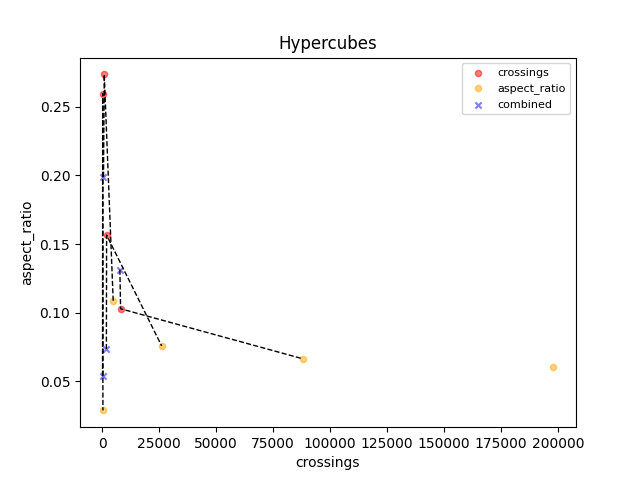 Hypercubes
crossings
aspect_ratio
combined
aspect_ratio
0.25
0.20
0.15
0.10
0.05
0 25000 50000 75000 100000 125000 150000 175000 200000
crossings